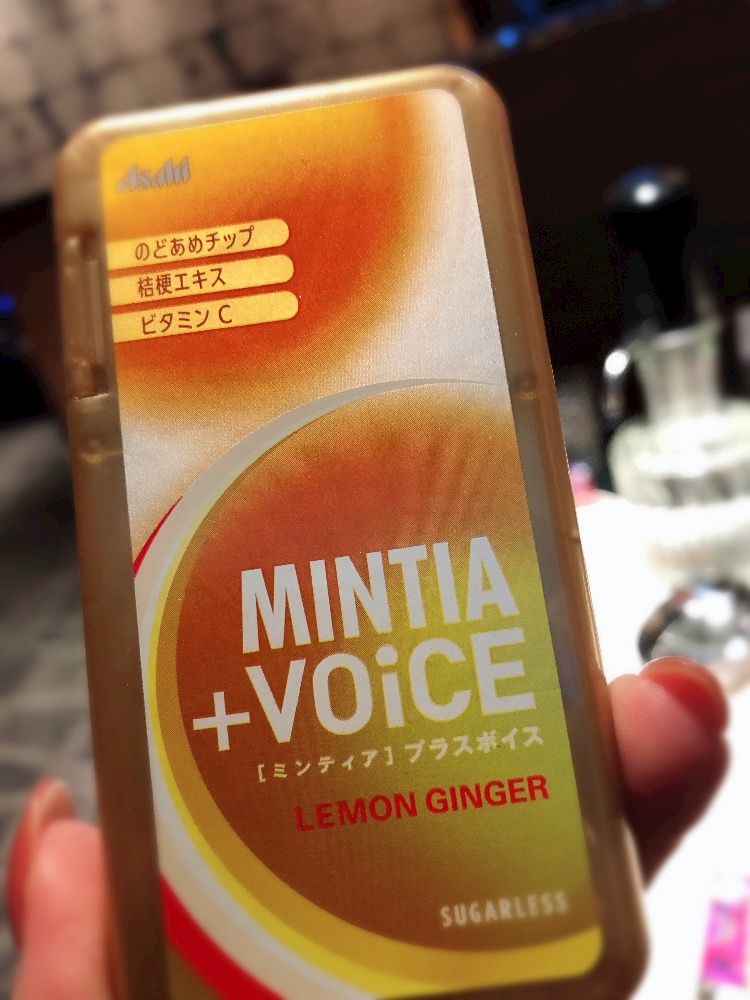 Asahi
のどあめチップ
桔梗エキス
ビタミンC
MINTIA
+VOiCE
[ミンティア]プラスボイス
LEMON GINGER
SUGARLESS